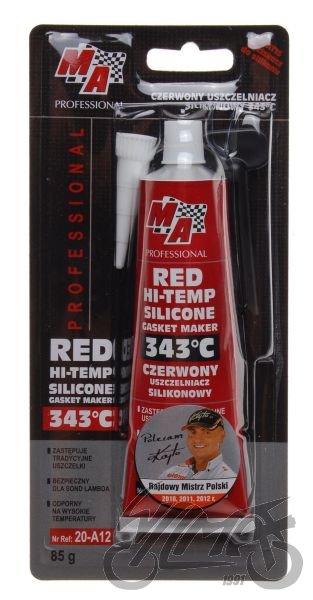 MA
PROFESSIONAL
CZERWONY USZCZELNIACZ
SILIKONOWY 343°C
PROFESSIONAL
RED
HI-TEMP
SILICONE
GASKET MAKER
343°C
ZASTĘPUJE
TRADYCYJNE
USZCZELKI
BEZPIECZNY
DLA SOND LAMBDA
ODPORNY
NA WYSOKIE
TEMPERATURY
Nr Ref: 20-A12
85 g
MA
PROFESSIONAL
RED
HI-TEMP
SILICONE
GASKET MAKER
343°C
CZERWONY
USZCZELNIACZ
SILIKONOWY
Polecam
Kajto
Rajdowy Mistrz Polski
2010, 2011, 2012 r.
1991